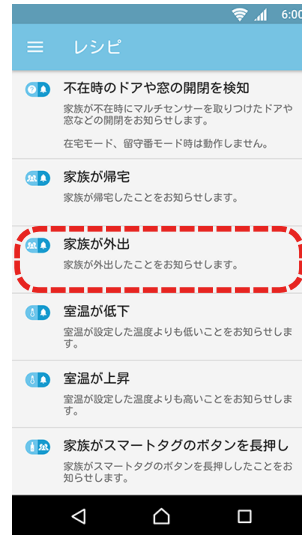 6:00
レシピ
不在時のドアや窓の開閉を検知
家族が不在時にマルチセンサーを取りつけたドアや
窓などの開閉をお知らせします。
在宅モード、留守番モード時は動作しません。
家族が帰宅
家族が帰宅したことをお知らせします。
家族が外出
家族が外出したことをお知らせします。
室温が低下
室温が設定した温度よりも低いことをお知らせしま
す。
室温が上昇
室温が設定した温度よりも高いことをお知らせしま
す。
家族がスマートタグのボタンを長押し
家族がスマートタグのボタンを長押ししたことをお
知らせします。